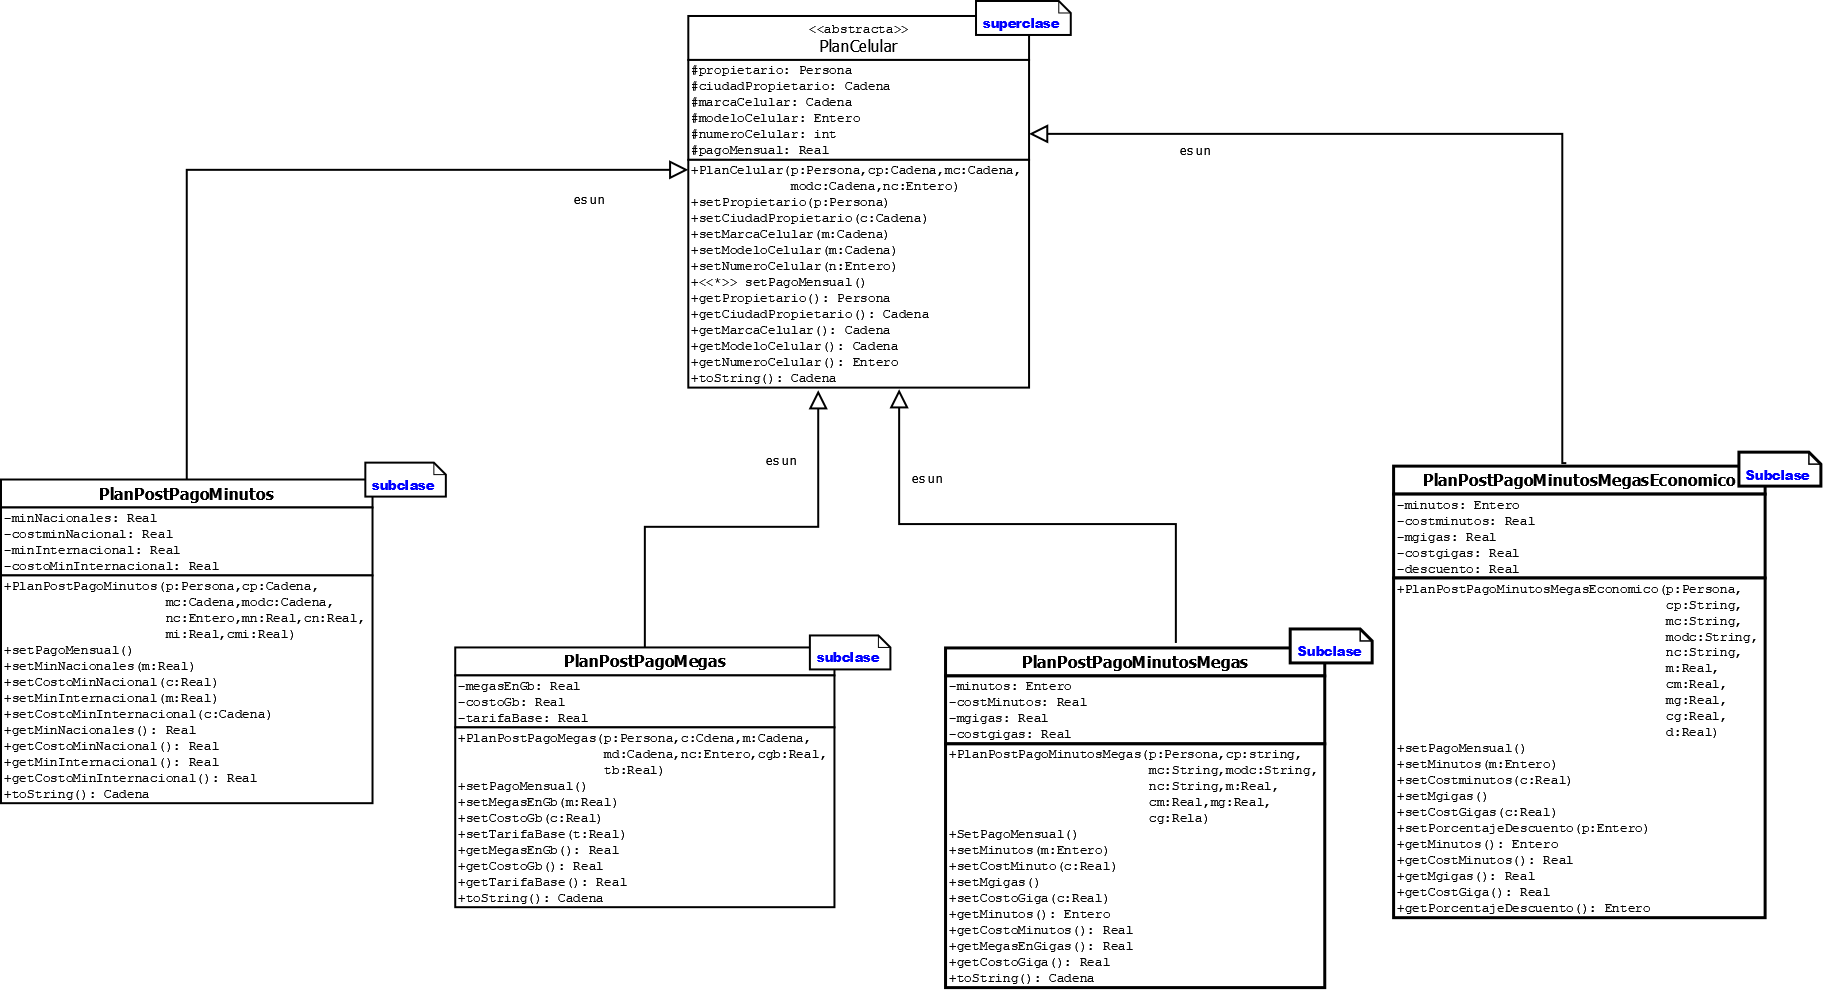 superclase
<<abstracta>>
PlanCelular
#propietario: Persona
#ciudadPropietario: Cadena
#marcaCelular: Cadena
#modeloCelular: Entero
#numeroCelular: int
#pagoMensual: Real
+PlanCelular(p:Persona,cp:Cadena,mc:Cadena,
modc:Cadena,nc:Entero)
+setPropietario(p:Persona)
+setCiudadPropietario(c:Cadena)
+setMarcaCelular(m:Cadena)
+setModeloCelular(m:Cadena)
+setNumeroCelular(n:Entero)
+<<*>> setPagoMensual()
+getPropietario(): Persona
+getCiudadPropietario(): Cadena
+getMarcaCelular(): Cadena
+getModeloCelular(): Cadena
+getNumeroCelular(): Entero
+toString(): Cadena
es un
es un
es un
es un
subclase
PlanPostPagoMinutos
-minNacionales: Real
-costminNacional: Real
-minInternacional: Real
-costoMinInternacional: Real
+PlanPostPagoMinutos(p:Persona,cp:Cadena,
mc:Cadena,modc:Cadena,
nc:Entero,mn:Real,cn:Real,
mi:Real,cmi:Real)
+setPagoMensual()
+setMinNacionales(m:Real)
+setCostoMinNacional(c:Real)
+setMinInternacional(m:Real)
+setCostoMinInternacional(c:Cadena)
+getMinNacionales(): Real
+getCostoMinNacional(): Real
+getMinInternacional(): Real
+getCostoMinInternacional(): Real
+toString(): Cadena
subclase
PlanPostPagoMegas
-megasEnGb: Real
-costoGb: Real
-tarifaBase: Real
+PlanPostPagoMegas(p:Persona,c:Cdena,m:Cadena,
md:Cadena,nc:Entero,cgb:Real,
tb:Real)
+setPagoMensual()
+setMegasEnGb(m:Real)
+setCostoGb(c:Real)
+setTarifaBase(t:Real)
+getMegasEnGb(): Real
+getCostoGb(): Real
+getTarifaBase(): Real
+toString(): Cadena
Subclase
PlanPostPagoMinutosMegas
-minutos: Entero
-costMinutos: Real
-mgigas: Real
-costgigas: Real
+PlanPostPagoMinutosMegas(p:Persona,cp:string,
mc:String,modc:String,
nc:String,m:Real,
cm:Real,mg:Real,
cg:Rela)
+SetPagoMensual()
+setMinutos(m:Entero)
+setCostMinuto(c:Real)
+setMgigas()
+setCostoGiga(c:Real)
+getMinutos(): Entero
+getCostoMinutos(): Real
+getMegasEnGigas(): Real
+getCostoGiga(): Real
+toString(): Cadena
Subclase
PlanPostPagoMinutosMegasEconomico
-minutos: Entero
-costminutos: Real
-mgigas: Real
-costgigas: Real
-descuento: Real
+PlanPostPagoMinutosMegasEconomico(p:Persona,
cp:String,
mc:String,
modc:String,
nc:String,
m:Real,
cm:Real,
mg:Real,
cg:Real,
d:Real)
+setPagoMensual()
+setMinutos(m:Entero)
+setCostminutos(c:Real)
+setMgigas()
+setCostGigas(c:Real)
+setPorcentajeDescuento(p:Entero)
+getMinutos(): Entero
+getCostMinutos(): Real
+getMgigas(): Real
+getCostGiga(): Real
+getPorcentajeDescuento(): Entero